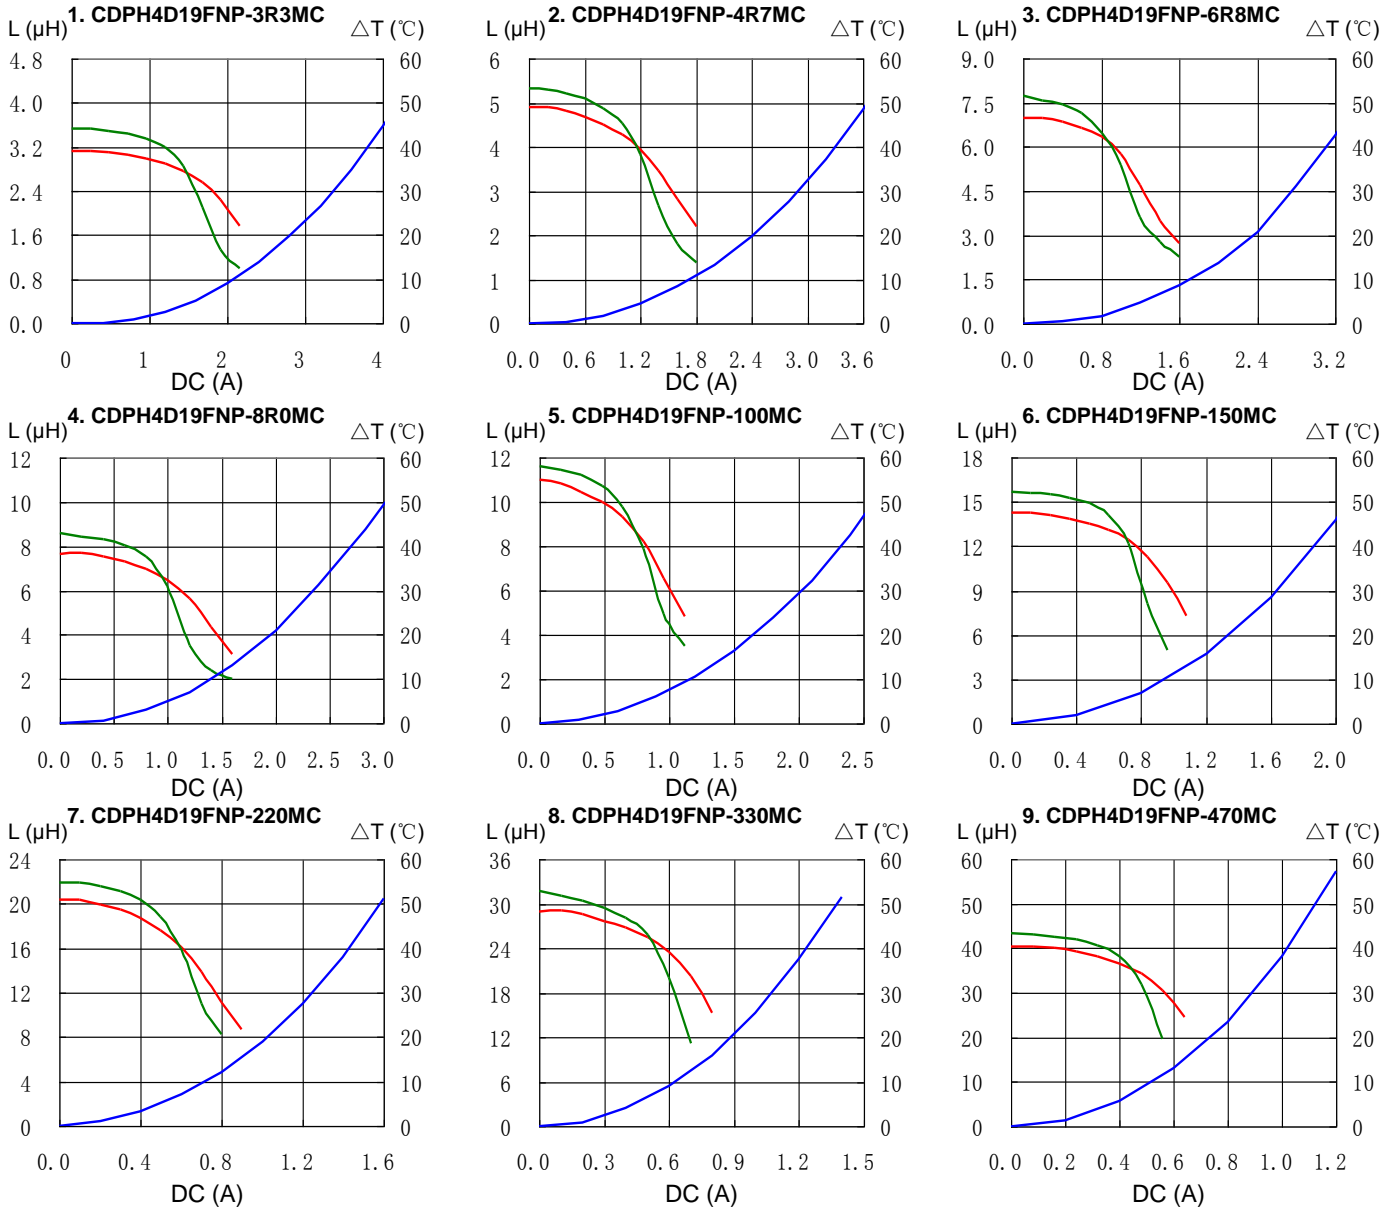 1. CDPH4D19FNP-3R3MC
L (μH) △T (℃)
4.8 60
4.0 50
3.2 40
2.4 30
1.6 20
0.8 10
0.0 0
0 1 2 3 4
DC (A)
2. CDPH4D19FNP-4R7MC
L (μH) △T (℃)
6 60
5 50
4 40
3 30
2 20
1 10
0 0
0.0 0.6 1.2 1.8 2.4 3.0 3.6
DC (A)
3. CDPH4D19FNP-6R8MC
L (μH) △T (℃)
9.0 60
7.5 50
6.0 40
4.5 30
3.0 20
1.5 10
0.0 0
0.0 0.8 1.6 2.4 3.2
DC (A)
4. CDPH4D19FNP-8R0MC
L (μH) △T (℃)
12 60
10 50
8 40
6 30
4 20
2 10
0 0
0.0 0.5 1.0 1.5 2.0 2.5 3.0
DC (A)
5. CDPH4D19FNP-100MC
L (μH) △T (℃)
12 60
10 50
8 40
6 30
4 20
2 10
0 0
0.0 0.5 1.0 1.5 2.0 2.5
DC (A)
6. CDPH4D19FNP-150MC
L (μH) △T (℃)
18 60
15 50
12 40
9 30
6 20
3 10
0 0
0.0 0.4 0.8 1.2 1.6 2.0
DC (A)
7. CDPH4D19FNP-220MC
L (μH) △T (℃)
24 60
20 50
16 40
12 30
8 20
4 10
0 0
0.0 0.4 0.8 1.2 1.6
DC (A)
8. CDPH4D19FNP-330MC
L (μH) △T (℃)
36 60
30 50
24 40
18 30
12 20
6 10
0 0
0.0 0.3 0.6 0.9 1.2 1.5
DC (A)
9. CDPH4D19FNP-470MC
L (μH) △T (℃)
60 60
50 50
40 40
30 30
20 20
10 10
0 0
0.0 0.2 0.4 0.6 0.8 1.0 1.2
DC (A)